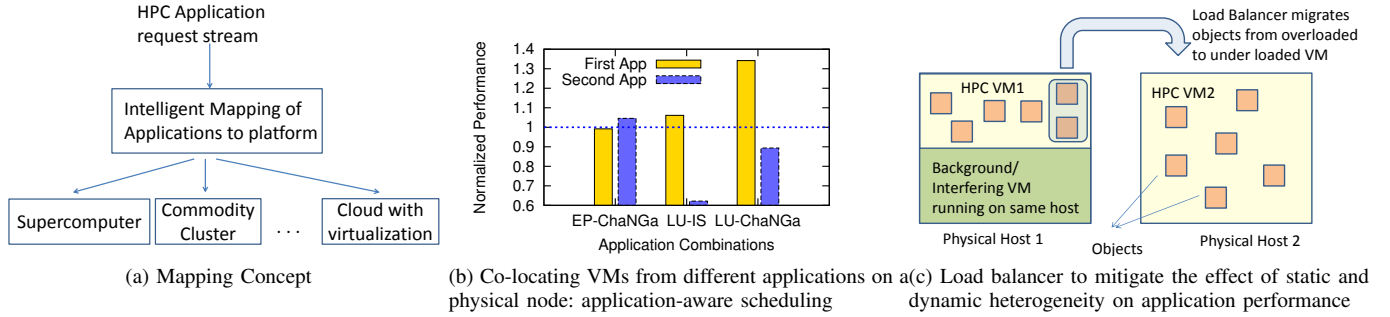 HPC Application
request stream
Intelligent Mapping of
Applications to platform
Supercomputer
Commodity
Cluster
. . .
Cloud with
virtualization
(a) Mapping Concept
Normalized Performance
1.4
1.3
1.2
1.1
1
0.9
0.8
0.7
0.6
First App
Second App
EP-ChaNGa LU-IS LU-ChaNGa
Application Combinations
(b) Co-locating VMs from different applications on a
physical node: application-aware scheduling
Load Balancer migrates
objects from overloaded
to under loaded VM
HPC VM1
HPC VM2
Background/
Interfering VM
running on same host
Physical Host 1
Objects
Physical Host 2
(c) Load balancer to mitigate the effect of static and
dynamic heterogeneity on application performance